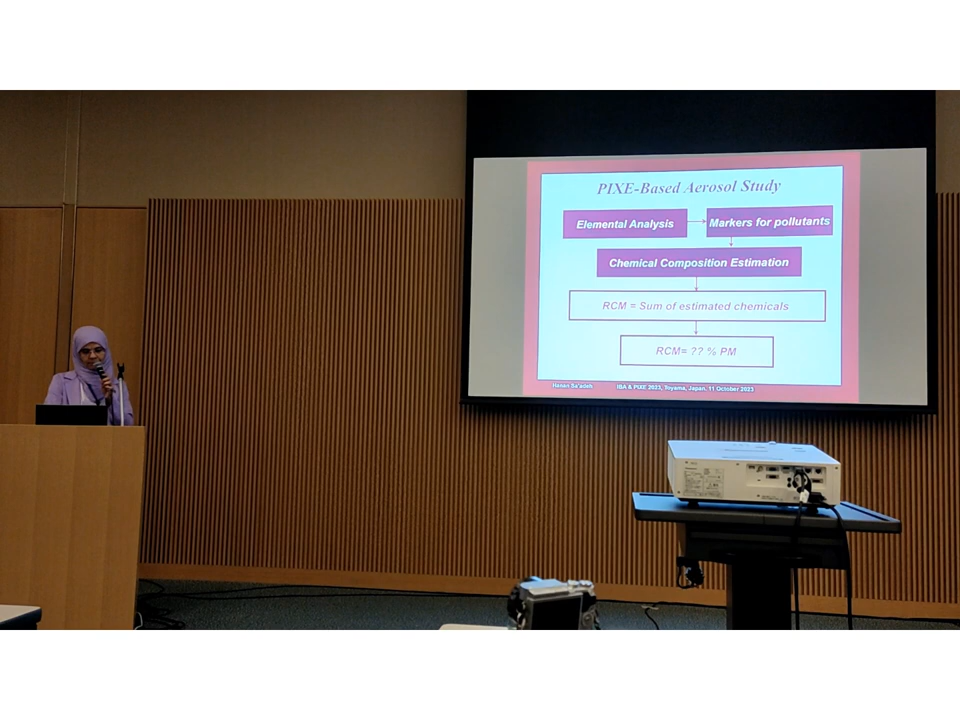 PIXE-Based Aerosol Study
Elemental Analysis
Markers for pollutants
Chemical Composition Estimation
RCM = Sum of estimated chemicals
RCM= ?? % PM
Hanan Sa'adeh
IBA & PIXE 2023, Toyama, Japan, 11 October 2023